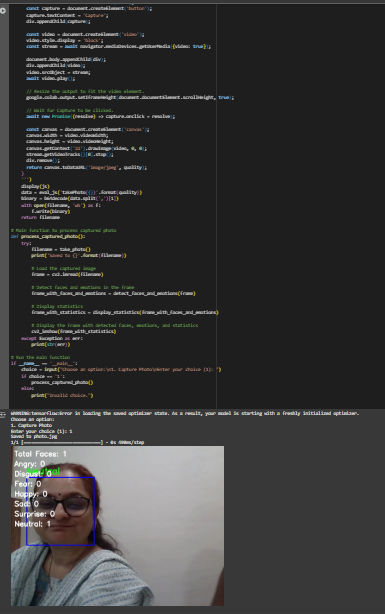 const capture = document.createElement('button');
capture.textContent = 'Capture';
div.appendChild(capture);
const video = document.createElement('video');
video.style.display = 'block';
const stream = await navigator.mediaDevices.getUserMedia({video: true});
document.body.appendChild(div);
div.appendChild(video);
video.srcObject = stream;
await video.play();
// Resize the output to fit the video element.
google.colab.output.setIframeHeight(document.documentElement.scrollHeight, true);
// Wait for Capture to be clicked.
await new Promise((resolve) => capture.onclick = resolve);
const canvas = document.createElement('canvas');
canvas.width = video.videoWidth;
canvas.height = video.videoHeight;
canvas.getContext('2d').drawImage(video, 0, 0);
stream.getVideoTracks()[0].stop();
div.remove();
return canvas.toDataURL('image/jpeg', quality);
}
''')
display(js)
data = eval_js('takePhoto({})'.format(quality))
binary = b64decode(data.split(',')[1])
with open(filename, 'wb') as f:
f.write(binary)
return filename
# Main function to process captured photo
def process_captured_photo():
try:
filename = take_photo()
print('Saved to {}'.format(filename))
# Load the captured image
frame = cv2.imread(filename)
# Detect faces and emotions in the frame
frame_with_faces_and_emotions = detect_faces_and_emotions(frame)
# Display statistics
frame_with_statistics = display_statistics(frame_with_faces_and_emotions)
# Display the frame with detected faces, emotions, and statistics
cv2_imshow(frame_with_statistics)
except Exception as err:
print(str(err))
# Run the main function
if __name__ == '__main__':
choice = input("Choose an option:\n1. Capture Photo\nEnter your choice (1): ")
if choice == '1':
process_captured_photo()
else:
print("Invalid choice.")
WARNING:tensorflow:Error in loading the saved optimizer state. As a result, your model is starting with a freshly initialized optimizer.
Choose an option:
1. Capture Photo
Enter your choice (1): 1
Saved to photo.jpg
1/1 [==============================] - 0s 498ms/step
Total Faces: 1
Angry: 0
Disgust: 0
Fear: 0
Happy: 0
Sad: 0
Surprise: 0
Neutral: 1